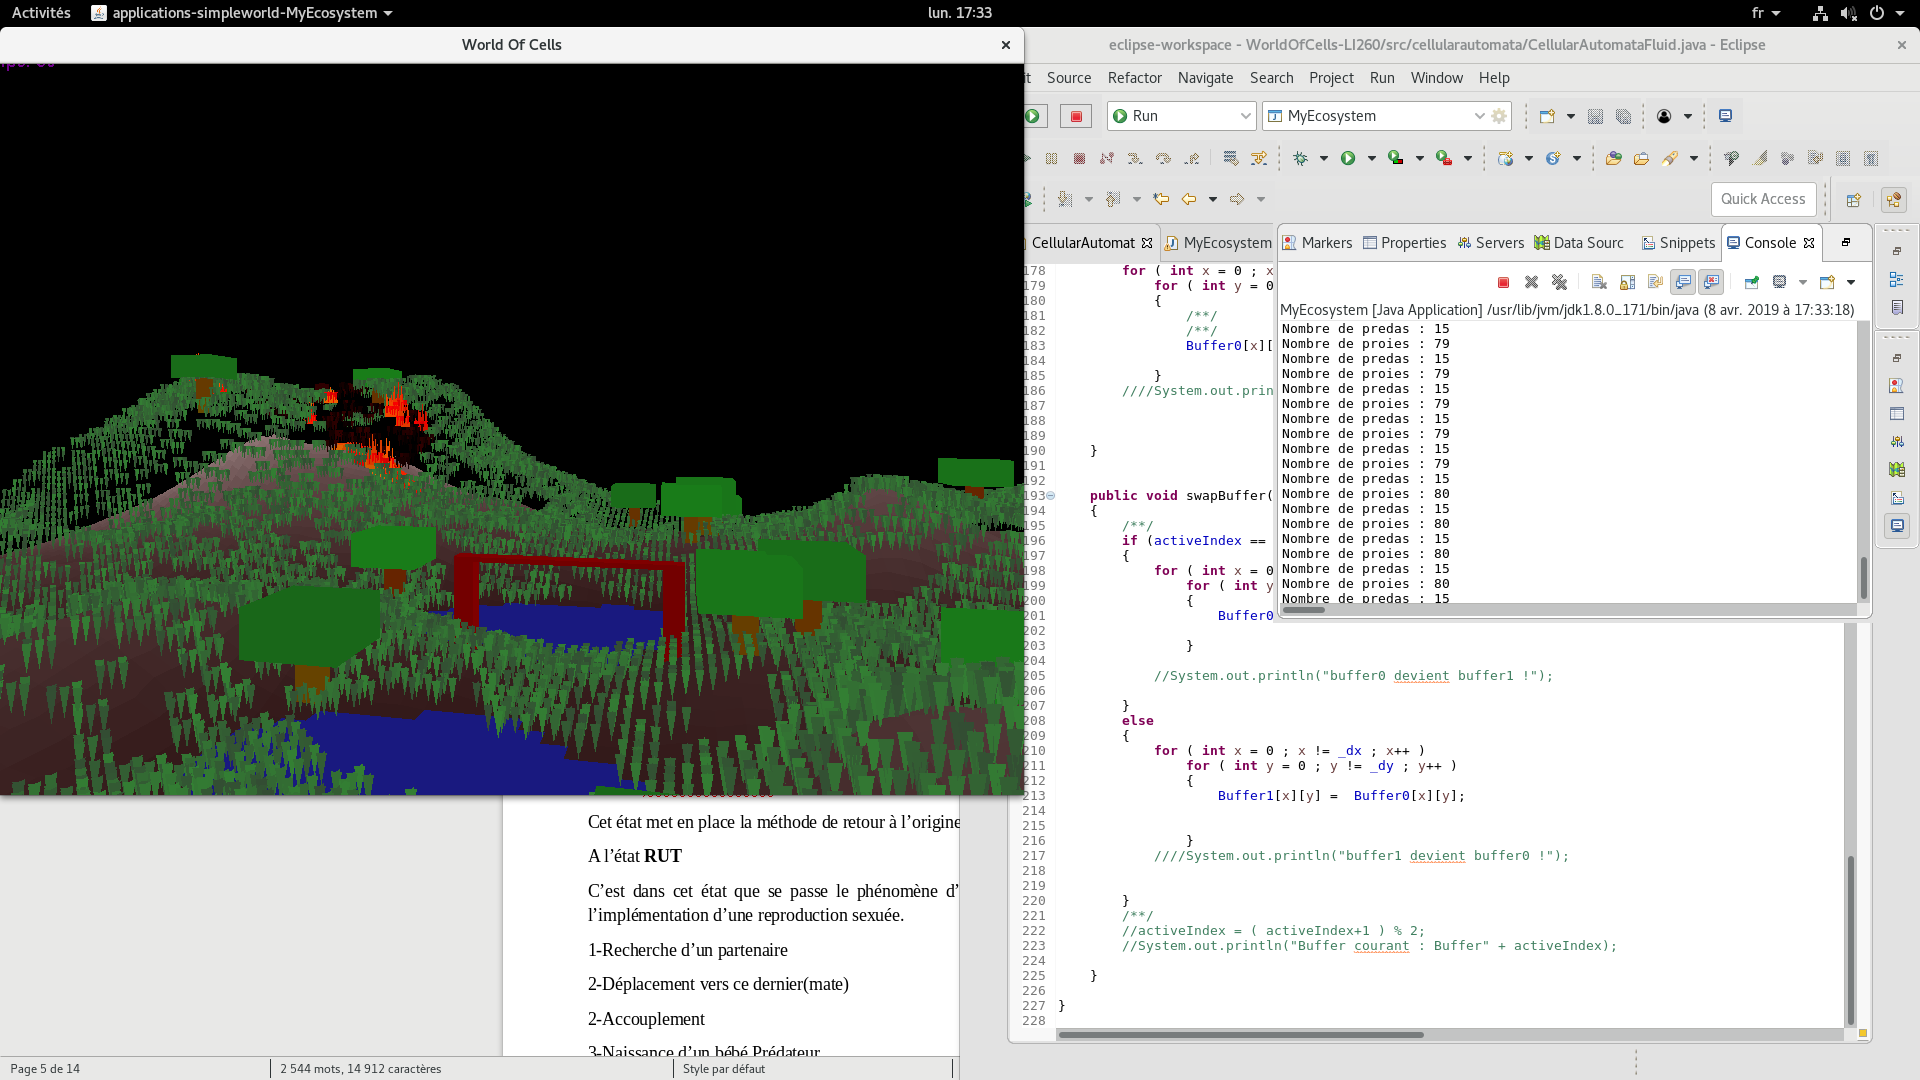 Activités
applications-simpleworld-MyEcosystem
lun. 17:33
fr
World Of Cells
eclipse-workspace - WorldOfCells-LI260/src/cellularautomata/CellularAutomataFluid.java - Eclipse
Source Refactor Navigate Search Project Run Window Help
Run
MyEcosystem
Quick Access
CellularAutomat
MyEcosystem
178 for ( int x = 0 ; x
179 for ( int y = 0
180 {
181 /**/
182 /**/
183 Buffer0[x][
184
185 }
186 ////System.out.prin
187
188
189
190 }
191
192
193 public void swapBuffer(
194 {
195 /**/
196 if (activeIndex ==
197 {
198 for ( int x = 0
199 for ( int y
200 {
201 Buffer0
202
203 }
204
205 //System.out.println("buffer0 devient buffer1 !");
206
207 }
208 else
209 {
210 for ( int x = 0 ; x != _dx ; x++ )
211 for ( int y = 0 ; y != _dy ; y++ )
212 {
213 Buffer1[x][y] =  Buffer0[x][y];
214
215
216 }
217 ////System.out.println("buffer1 devient buffer0 !");
218
219
220 }
221 /**/
222 //activeIndex = ( activeIndex+1 ) % 2;
223 //System.out.println("Buffer courant : Buffer" + activeIndex);
224
225 }
226
227 }
228
Markers Properties Servers Data Sourc Snippets Console
MyEcosystem [Java Application] /usr/lib/jvm/jdk1.8.0_171/bin/java (8 avr. 2019 à 17:33:18)
Nombre de predas : 15
Nombre de proies : 79
Nombre de predas : 15
Nombre de proies : 79
Nombre de predas : 15
Nombre de proies : 79
Nombre de predas : 15
Nombre de proies : 79
Nombre de predas : 15
Nombre de proies : 79
Nombre de predas : 15
Nombre de proies : 80
Nombre de predas : 15
Nombre de proies : 80
Nombre de predas : 15
Nombre de proies : 80
Nombre de predas : 15
Nombre de proies : 80
Nombre de predas : 15
Cet état met en place la méthode de retour à l’origine
A l’état RUT
C’est dans cet état que se passe le phénomène d’
l’implémentation d’une reproduction sexuée.
1-Recherche d’un partenaire
2-Déplacement vers ce dernier(mate)
2-Accouplement
3-Naissance d’un bébé Prédateur
Page 5 de 14
2 544 mots, 14 912 caractères
Style par défaut